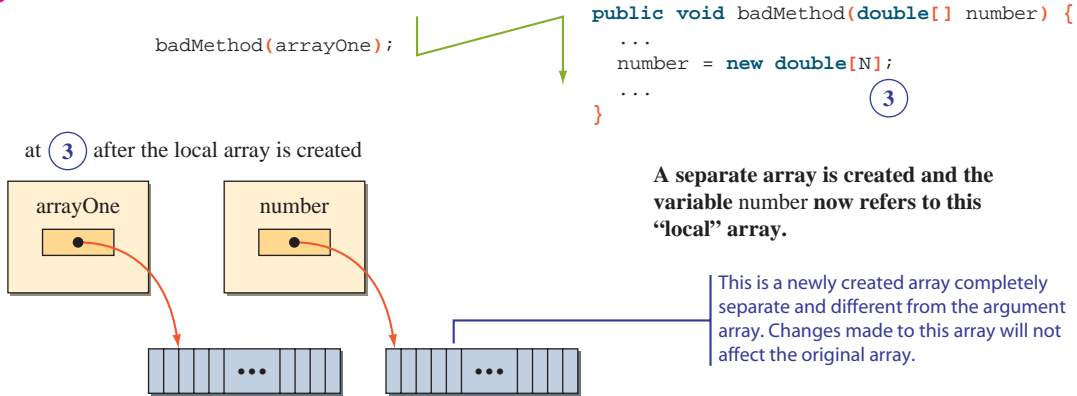 public void badMethod(double[] number) {
badMethod(arrayOne);
...
number = new double[N];
...
3
}
at 3 after the local array is created
A separate array is created and the
variable number now refers to this
“local” array.
arrayOne
number
This is a newly created array completely
separate and different from the argument
array. Changes made to this array will not
affect the original array.
•••
•••